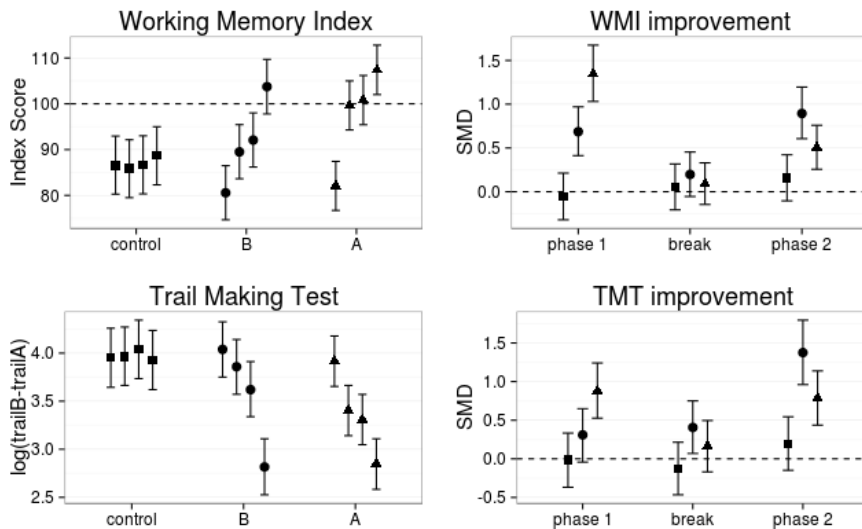 Working Memory Index
Index Score
110
100
90
80
control
B
A
WMI improvement
SMD
1.5
1.0
0.5
0.0
phase 1
break
phase 2
Trail Making Test
log(trailB-trailA)
4.0
3.5
3.0
2.5
control
B
A
TMT improvement
SMD
1.5
1.0
0.5
0.0
-0.5
phase 1
break
phase 2